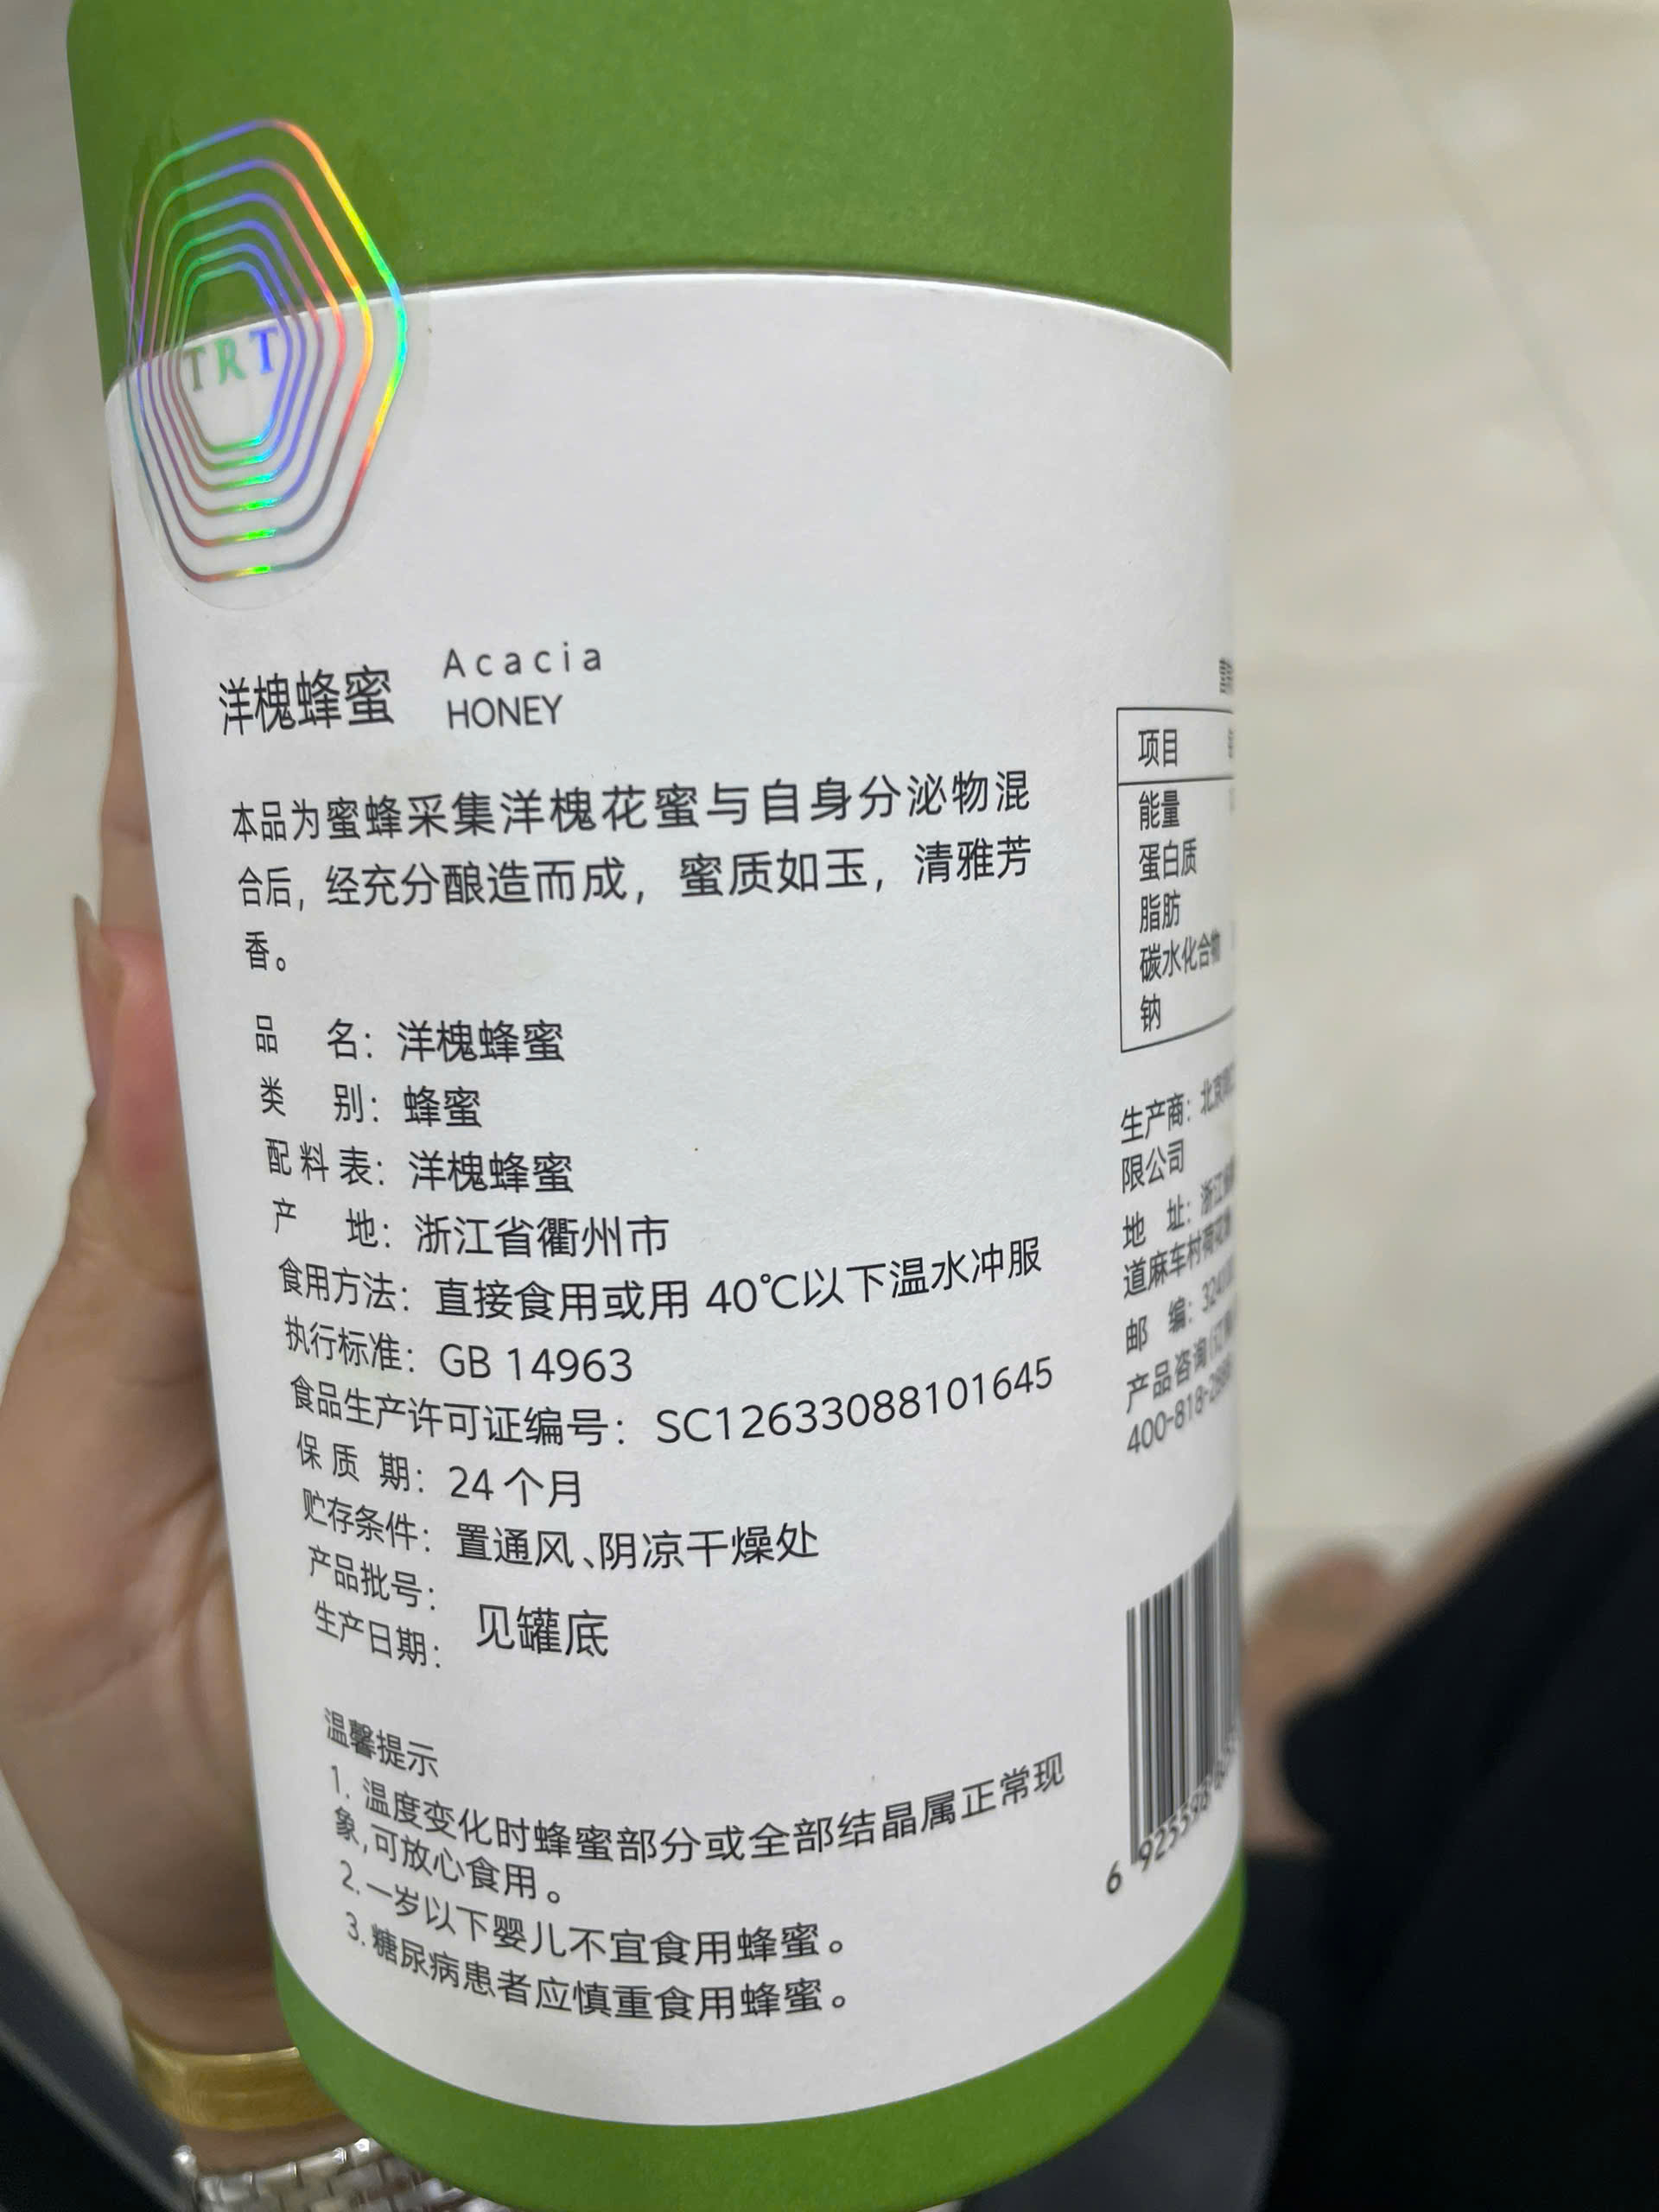 TRT
洋槐蜂蜜
Acacia
HONEY
本品为蜜蜂采集洋槐花蜜与自身分泌物混
合后，经充分酿造而成，蜜质如玉，清雅芳
香。
品 名：洋槐蜂蜜
类 别：蜂蜜
配料表：洋槐蜂蜜
产 地：浙江省衢州市
食用方法：直接食用或用 40℃以下温水冲服
执行标准：GB 14963
食品生产许可证编号：SC12633088101645
保质期：24个月
贮存条件：置通风、阴凉干燥处
产品批号：
生产日期：
见罐底
温馨提示
1. 温度变化时蜂蜜部分或全部结晶属正常现
象,可放心食用。
2.一岁以下婴儿不宜食用蜂蜜。
3.糖尿病患者应慎重食用蜂蜜。
项目
能量
蛋白质
脂肪
碳水化合物
钠
生产商：北京
限公司
地 址：浙江
道麻车村
邮 编：324
产品咨询
400-818-
6 925598